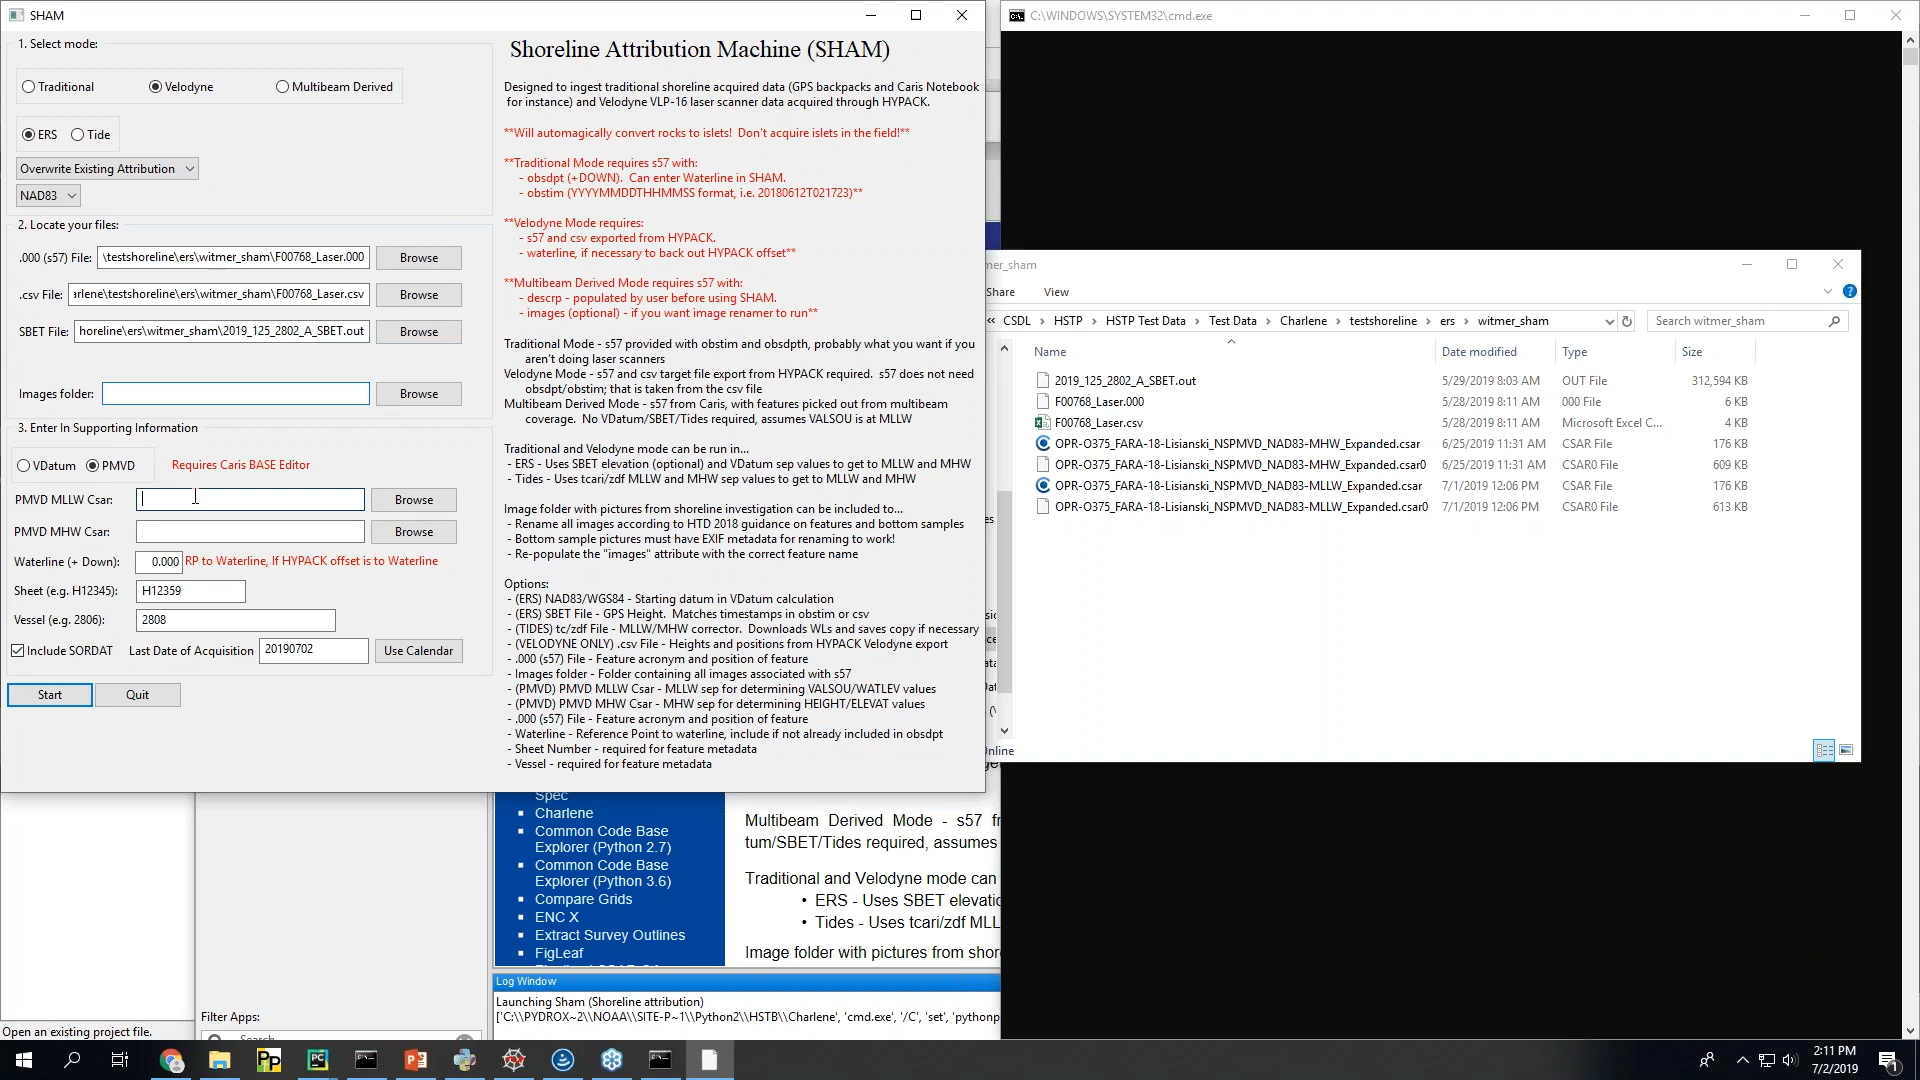 SHAM
1. Select mode:
Traditional
Velodyne
Multibeam Derived
ERS
Tide
Overwrite Existing Attribution
NAD83
2. Locate your files:
.000 (s57) File:
\testshoreline\ers\witmer_sham\F00768_Laser.000
Browse
.csv File:
arlene\testshoreline\ers\witmer_sham\F00768_Laser.csv
Browse
SBET File:
horeline\ers\witmer_sham\2019_125_2802_A_SBET.out
Browse
Images folder:
Browse
3. Enter In Supporting Information
VDatum
PMVD
Requires Caris BASE Editor
PMVD MLLW Csar:
Browse
PMVD MHW Csar:
Browse
Waterline (+ Down):
0.000
RP to Waterline, If HYPACK offset is to Waterline
Sheet (e.g. H12345):
H12359
Vessel (e.g. 2806):
2808
Include SORDAT
Last Date of Acquisition
20190702
Use Calendar
Start
Quit
Shoreline Attribution Machine (SHAM)
Designed to ingest traditional shoreline acquired data (GPS backpacks and Caris Notebook
for instance) and Velodyne VLP-16 laser scanner data acquired through HYPACK.
**Will automagically convert rocks to islets!  Don't acquire islets in the field!**
**Traditional Mode requires s57 with:
- obsdpt (+DOWN).  Can enter Waterline in SHAM.
- obstim (YYYYMMDDTHHMMSS format, i.e. 20180612T021723)**
**Velodyne Mode requires:
- s57 and csv exported from HYPACK.
- waterline, if necessary to back out HYPACK offset**
**Multibeam Derived Mode requires s57 with:
- descrp - populated by user before using SHAM.
- images (optional) - if you want image renamer to run**
Traditional Mode - s57 provided with obstim and obsdpth, probably what you want if you
aren't doing laser scanners
Velodyne Mode - s57 and csv target file export from HYPACK required.  s57 does not need
obsdpt/obstim; that is taken from the csv file
Multibeam Derived Mode - s57 from Caris, with features picked out from multibeam
coverage.  No VDatum/SBET/Tides required, assumes VALSOU is at MLLW
Traditional and Velodyne mode can be run in...
- ERS - Uses SBET elevation (optional) and VDatum sep values to get to MLLW and MHW
- Tides - Uses tcari/zdf MLLW and MHW sep values to get to MLLW and MHW
Image folder with pictures from shoreline investigation can be included to...
- Rename all images according to HTD 2018 guidance on features and bottom samples
- Bottom sample pictures must have EXIF metadata for renaming to work!
- Re-populate the "images" attribute with the correct feature name
Options:
- (ERS) NAD83/WGS84 - Starting datum in VDatum calculation
- (ERS) SBET File - GPS Height.  Matches timestamps in obstim or csv
- (TIDES) tc/zdf File - MLLW/MHW corrector.  Downloads WLs and saves copy if necessary
- (VELODYNE ONLY) .csv File - Heights and positions from HYPACK Velodyne export
- .000 (s57) File - Feature acronym and position of feature
- Images folder - Folder containing all images associated with s57
- (PMVD) PMVD MLLW Csar - MLLW sep for determining VALSOU/WATLEV values
- (PMVD) PMVD MHW Csar - MHW sep for determining HEIGHT/ELEVAT values
- .000 (s57) File - Feature acronym and position of feature
- Waterline - Reference Point to waterline, include if not already included in obsdpt
- Sheet Number - required for feature metadata
- Vessel - required for feature metadata
C:\WINDOWS\SYSTEM32\cmd.exe
mer_sham
Share
View
« CSDL > HSTP > HSTP Test Data > Test Data > Charlene > testshoreline > ers > witmer_sham
Search witmer_sham
Name Date modified Type Size
2019_125_2802_A_SBET.out 5/29/2019 8:03 AM OUT File 312,594 KB
F00768_Laser.000 5/28/2019 8:11 AM 000 File 6 KB
F00768_Laser.csv 5/28/2019 8:11 AM Microsoft Excel C... 4 KB
OPR-O375_FARA-18-Lisianski_NSPMVD_NAD83-MHW_Expanded.csar 6/25/2019 11:31 AM CSAR File 176 KB
OPR-O375_FARA-18-Lisianski_NSPMVD_NAD83-MHW_Expanded.csar0 6/25/2019 11:31 AM CSAR0 File 609 KB
OPR-O375_FARA-18-Lisianski_NSPMVD_NAD83-MLLW_Expanded.csar 7/1/2019 12:06 PM CSAR File 176 KB
OPR-O375_FARA-18-Lisianski_NSPMVD_NAD83-MLLW_Expanded.csar0 7/1/2019 12:06 PM CSAR0 File 613 KB
Spec
Charlene
Common Code Base
Explorer (Python 2.7)
Common Code Base
Explorer (Python 3.6)
Compare Grids
ENC X
Extract Survey Outlines
FigLeaf
Multibeam Derived Mode - s57 fr
tum/SBET/Tides required, assumes
Traditional and Velodyne mode can
• ERS - Uses SBET elevatio
• Tides - Uses tcari/zdf MLL
Image folder with pictures from shor
Log Window
Launching Sham (Shoreline attribution)
['C:\\PYDROX~2\\NOAA\\SITE-P~1\\Python2\\HSTB\\Charlene', 'cmd.exe', '/C', 'set', 'pythonp
Filter Apps:
Search
Open an existing project file.
2:11 PM
7/2/2019